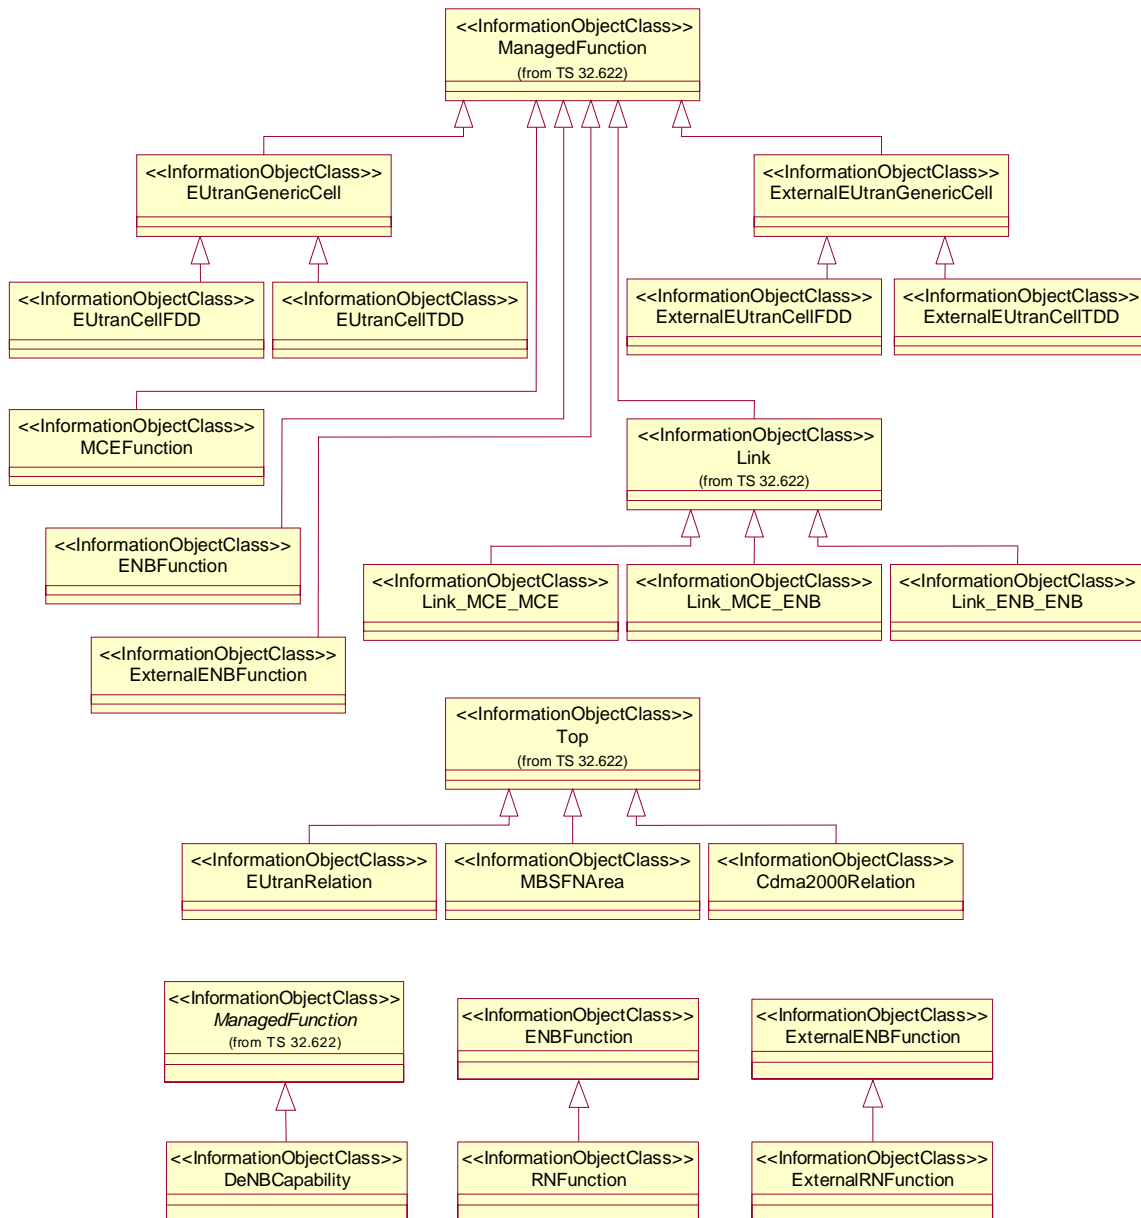 <<InformationObjectClass>>
ManagedFunction
(from TS 32.622)
<<InformationObjectClass>>
EUtranGenericCell
<<InformationObjectClass>>
ExternalEUtranGenericCell
<<InformationObjectClass>>
EUtranCellFDD
<<InformationObjectClass>>
EUtranCellTDD
<<InformationObjectClass>>
ExternalEUtranCellFDD
<<InformationObjectClass>>
ExternalEUtranCellTDD
<<InformationObjectClass>>
MCEFunction
<<InformationObjectClass>>
Link
(from TS 32.622)
<<InformationObjectClass>>
ENBFunction
<<InformationObjectClass>>
Link_MCE_MCE
<<InformationObjectClass>>
Link_MCE_ENB
<<InformationObjectClass>>
Link_ENB_ENB
<<InformationObjectClass>>
ExternalENBFunction
<<InformationObjectClass>>
Top
(from TS 32.622)
<<InformationObjectClass>>
EUtranRelation
<<InformationObjectClass>>
MBSFNArea
<<InformationObjectClass>>
Cdma2000Relation
<<InformationObjectClass>>
ManagedFunction
(from TS 32.622)
<<InformationObjectClass>>
ENBFunction
<<InformationObjectClass>>
ExternalENBFunction
<<InformationObjectClass>>
DeNBCapability
<<InformationObjectClass>>
RNFunction
<<InformationObjectClass>>
ExternalRNFunction